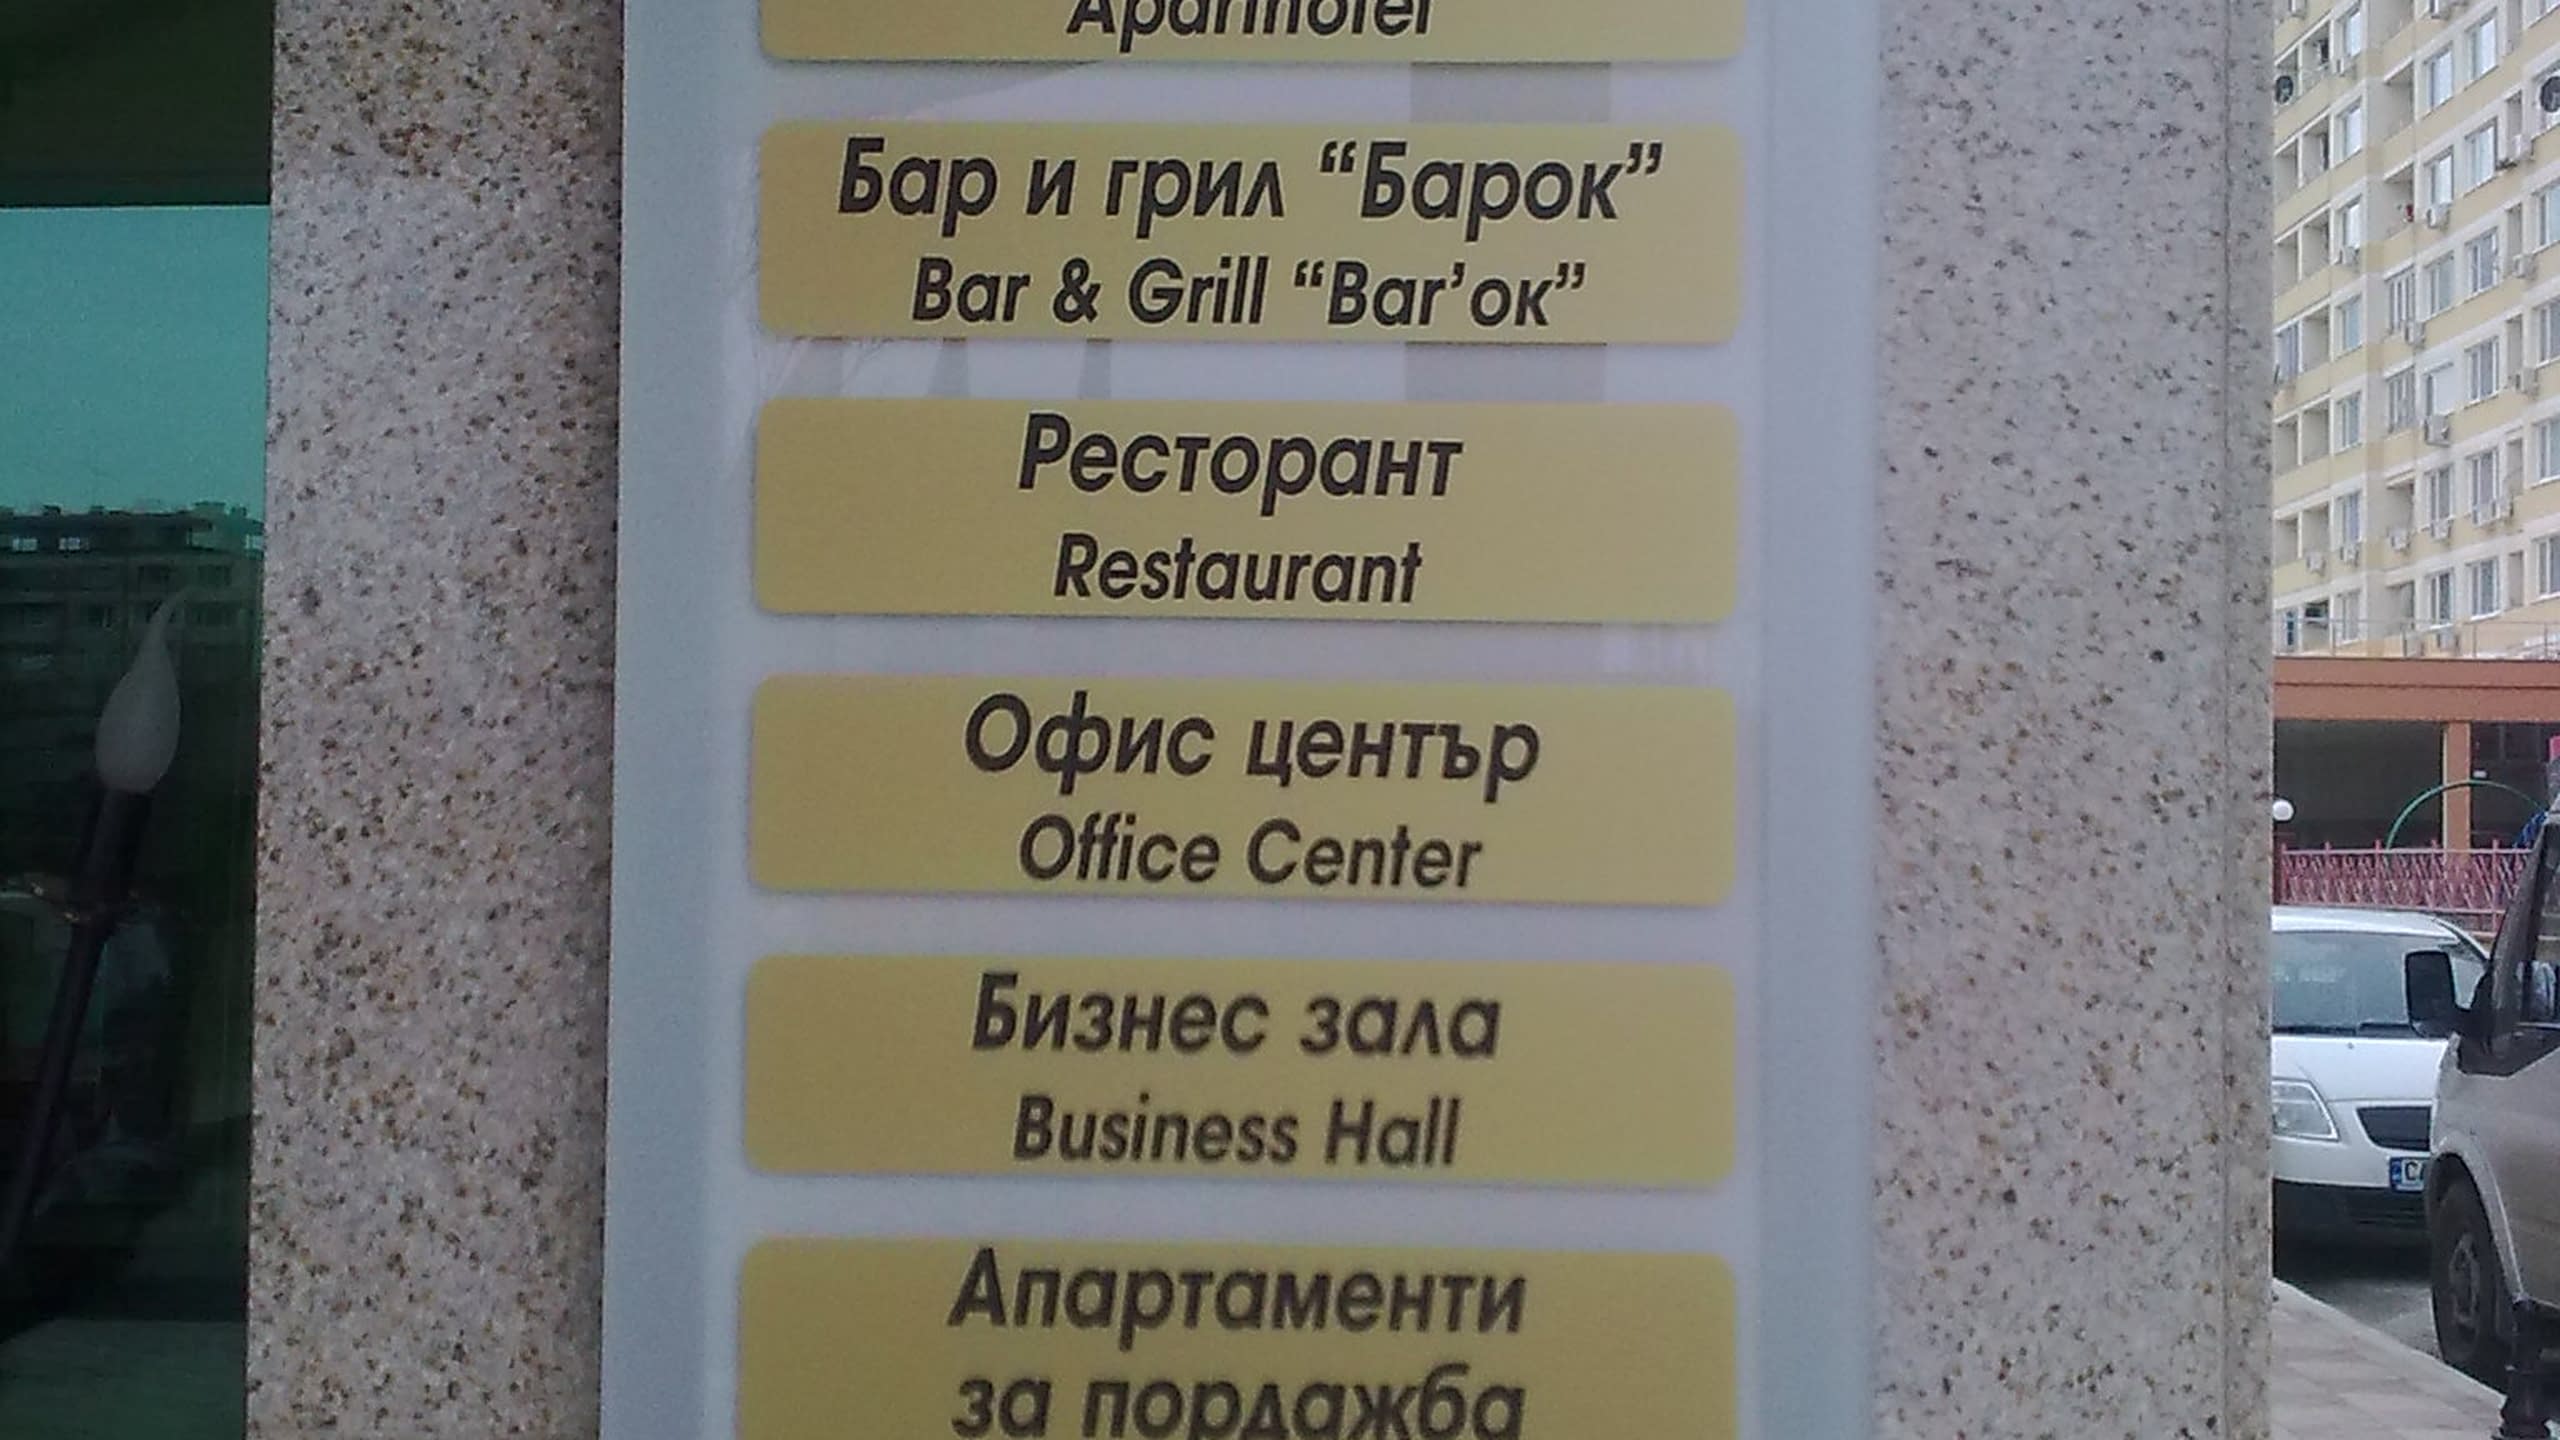 Aparthotel
Бар и грил “Барок”
Bar & Grill “Bar’ок”
Ресторант
Restaurant
Офис център
Office Center
Бизнес зала
Business Hall
Апартаменти
за пордажба